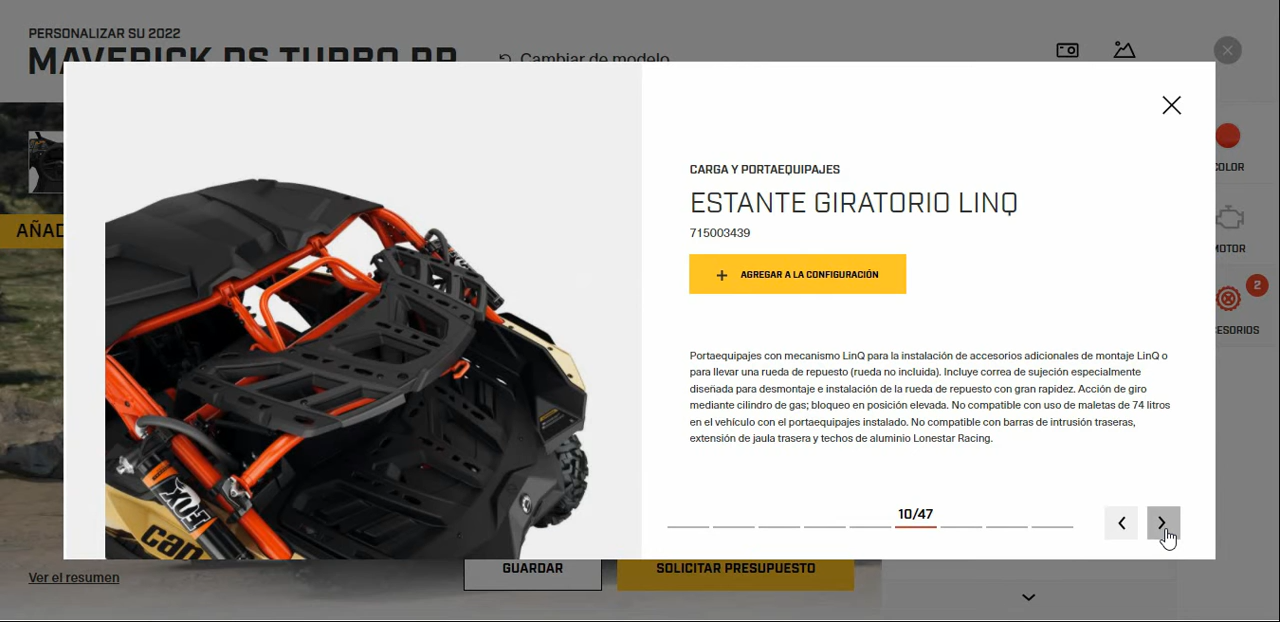 PERSONALIZAR SU 2022
MAVERICK DS TURBO RR
Cambiar de modelo
COLOR
MOTOR
2
CESORIOS
AÑAD
CARGA Y PORTAEQUIPAJES
ESTANTE GIRATORIO LINQ
715003439
+ AGREGAR A LA CONFIGURACIÓN
Portaequipajes con mecanismo LinQ para la instalación de accesorios adicionales de montaje LinQ o
para llevar una rueda de repuesto (rueda no incluida). Incluye correa de sujeción especialmente
diseñada para desmontaje e instalación de la rueda de repuesto con gran rapidez. Acción de giro
mediante cilindro de gas; bloqueo en posición elevada. No compatible con uso de maletas de 74 litros
en el vehículo con el portaequipajes instalado. No compatible con barras de intrusión traseras,
extensión de jaula trasera y techos de aluminio Lonestar Racing.
10/47
FOX
can
Ver el resumen
GUARDAR
SOLICITAR PRESUPUESTO